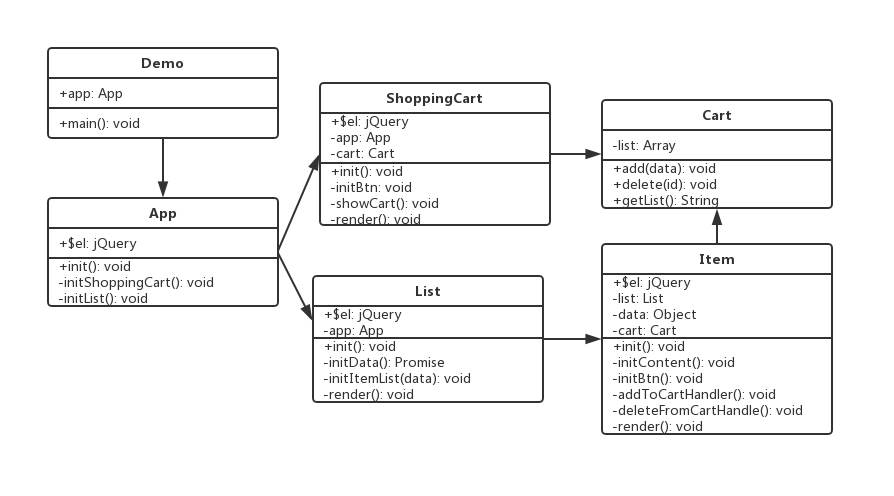 Demo
+app: App
+main(): void
App
+$el: jQuery
+init(): void
-initShoppingCart(): void
-initList(): void
ShoppingCart
+$el: jQuery
-app: App
-cart: Cart
+init(): void
-initBtn: void
-showCart(): void
-render(): void
List
+$el: jQuery
-app: App
+init(): void
-initData(): Promise
-initItemList(data): void
-render(): void
Cart
-list: Array
+add(data): void
+delete(id): void
+getList(): String
Item
+$el: jQuery
-list: List
-data: Object
-cart: Cart
+init(): void
-initContent(): void
-initBtn(): void
-addToCartHandler(): void
-deleteFromCartHandle(): void
-render(): void